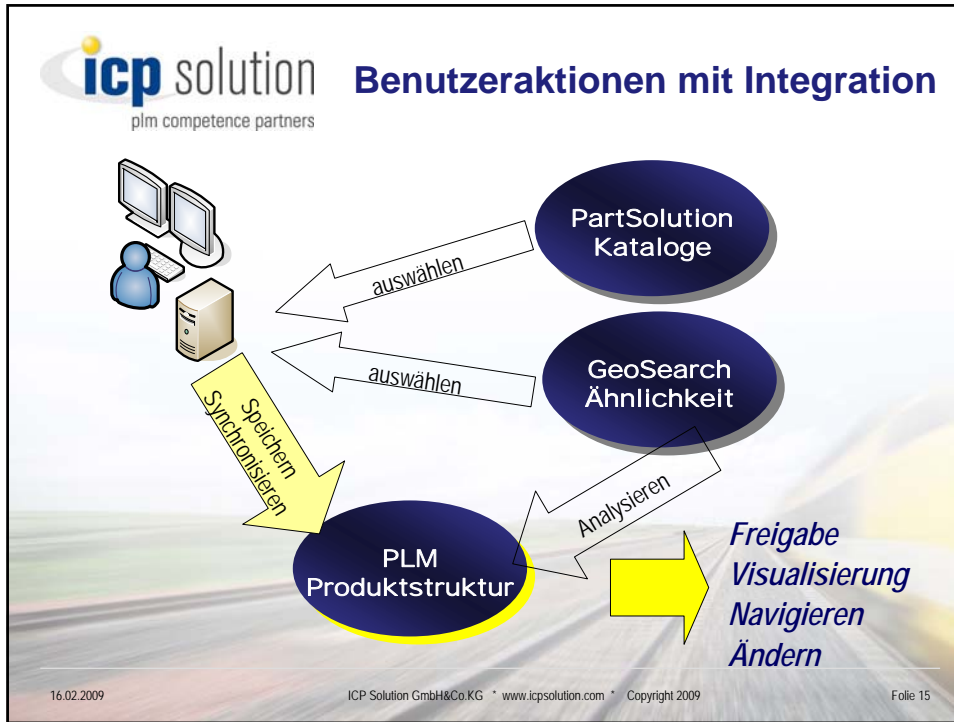 icp solution
plm competence partners
Benutzeraktionen mit Integration
PartSolution
Kataloge
auswählen
GeoSearch
Ähnlichkeit
auswählen
Speichern
Synchronisieren
Analysieren
PLM
Produktstruktur
Freigabe
Visualisierung
Navigieren
Ändern
16.02.2009
ICP Solution GmbH&Co.KG * www.icpsolution.com * Copyright 2009
Folie 15